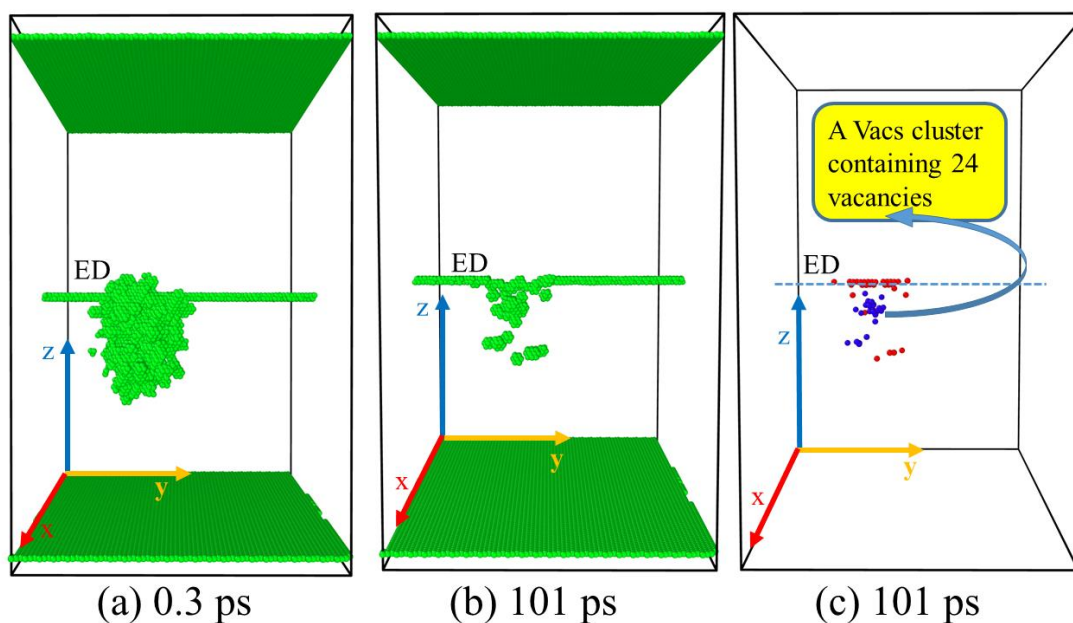 ED
z
y
x
(a) 0.3 ps
ED
z
y
x
(b) 101 ps
A Vacs cluster
containing 24
vacancies
ED
z
y
x
(c) 101 ps